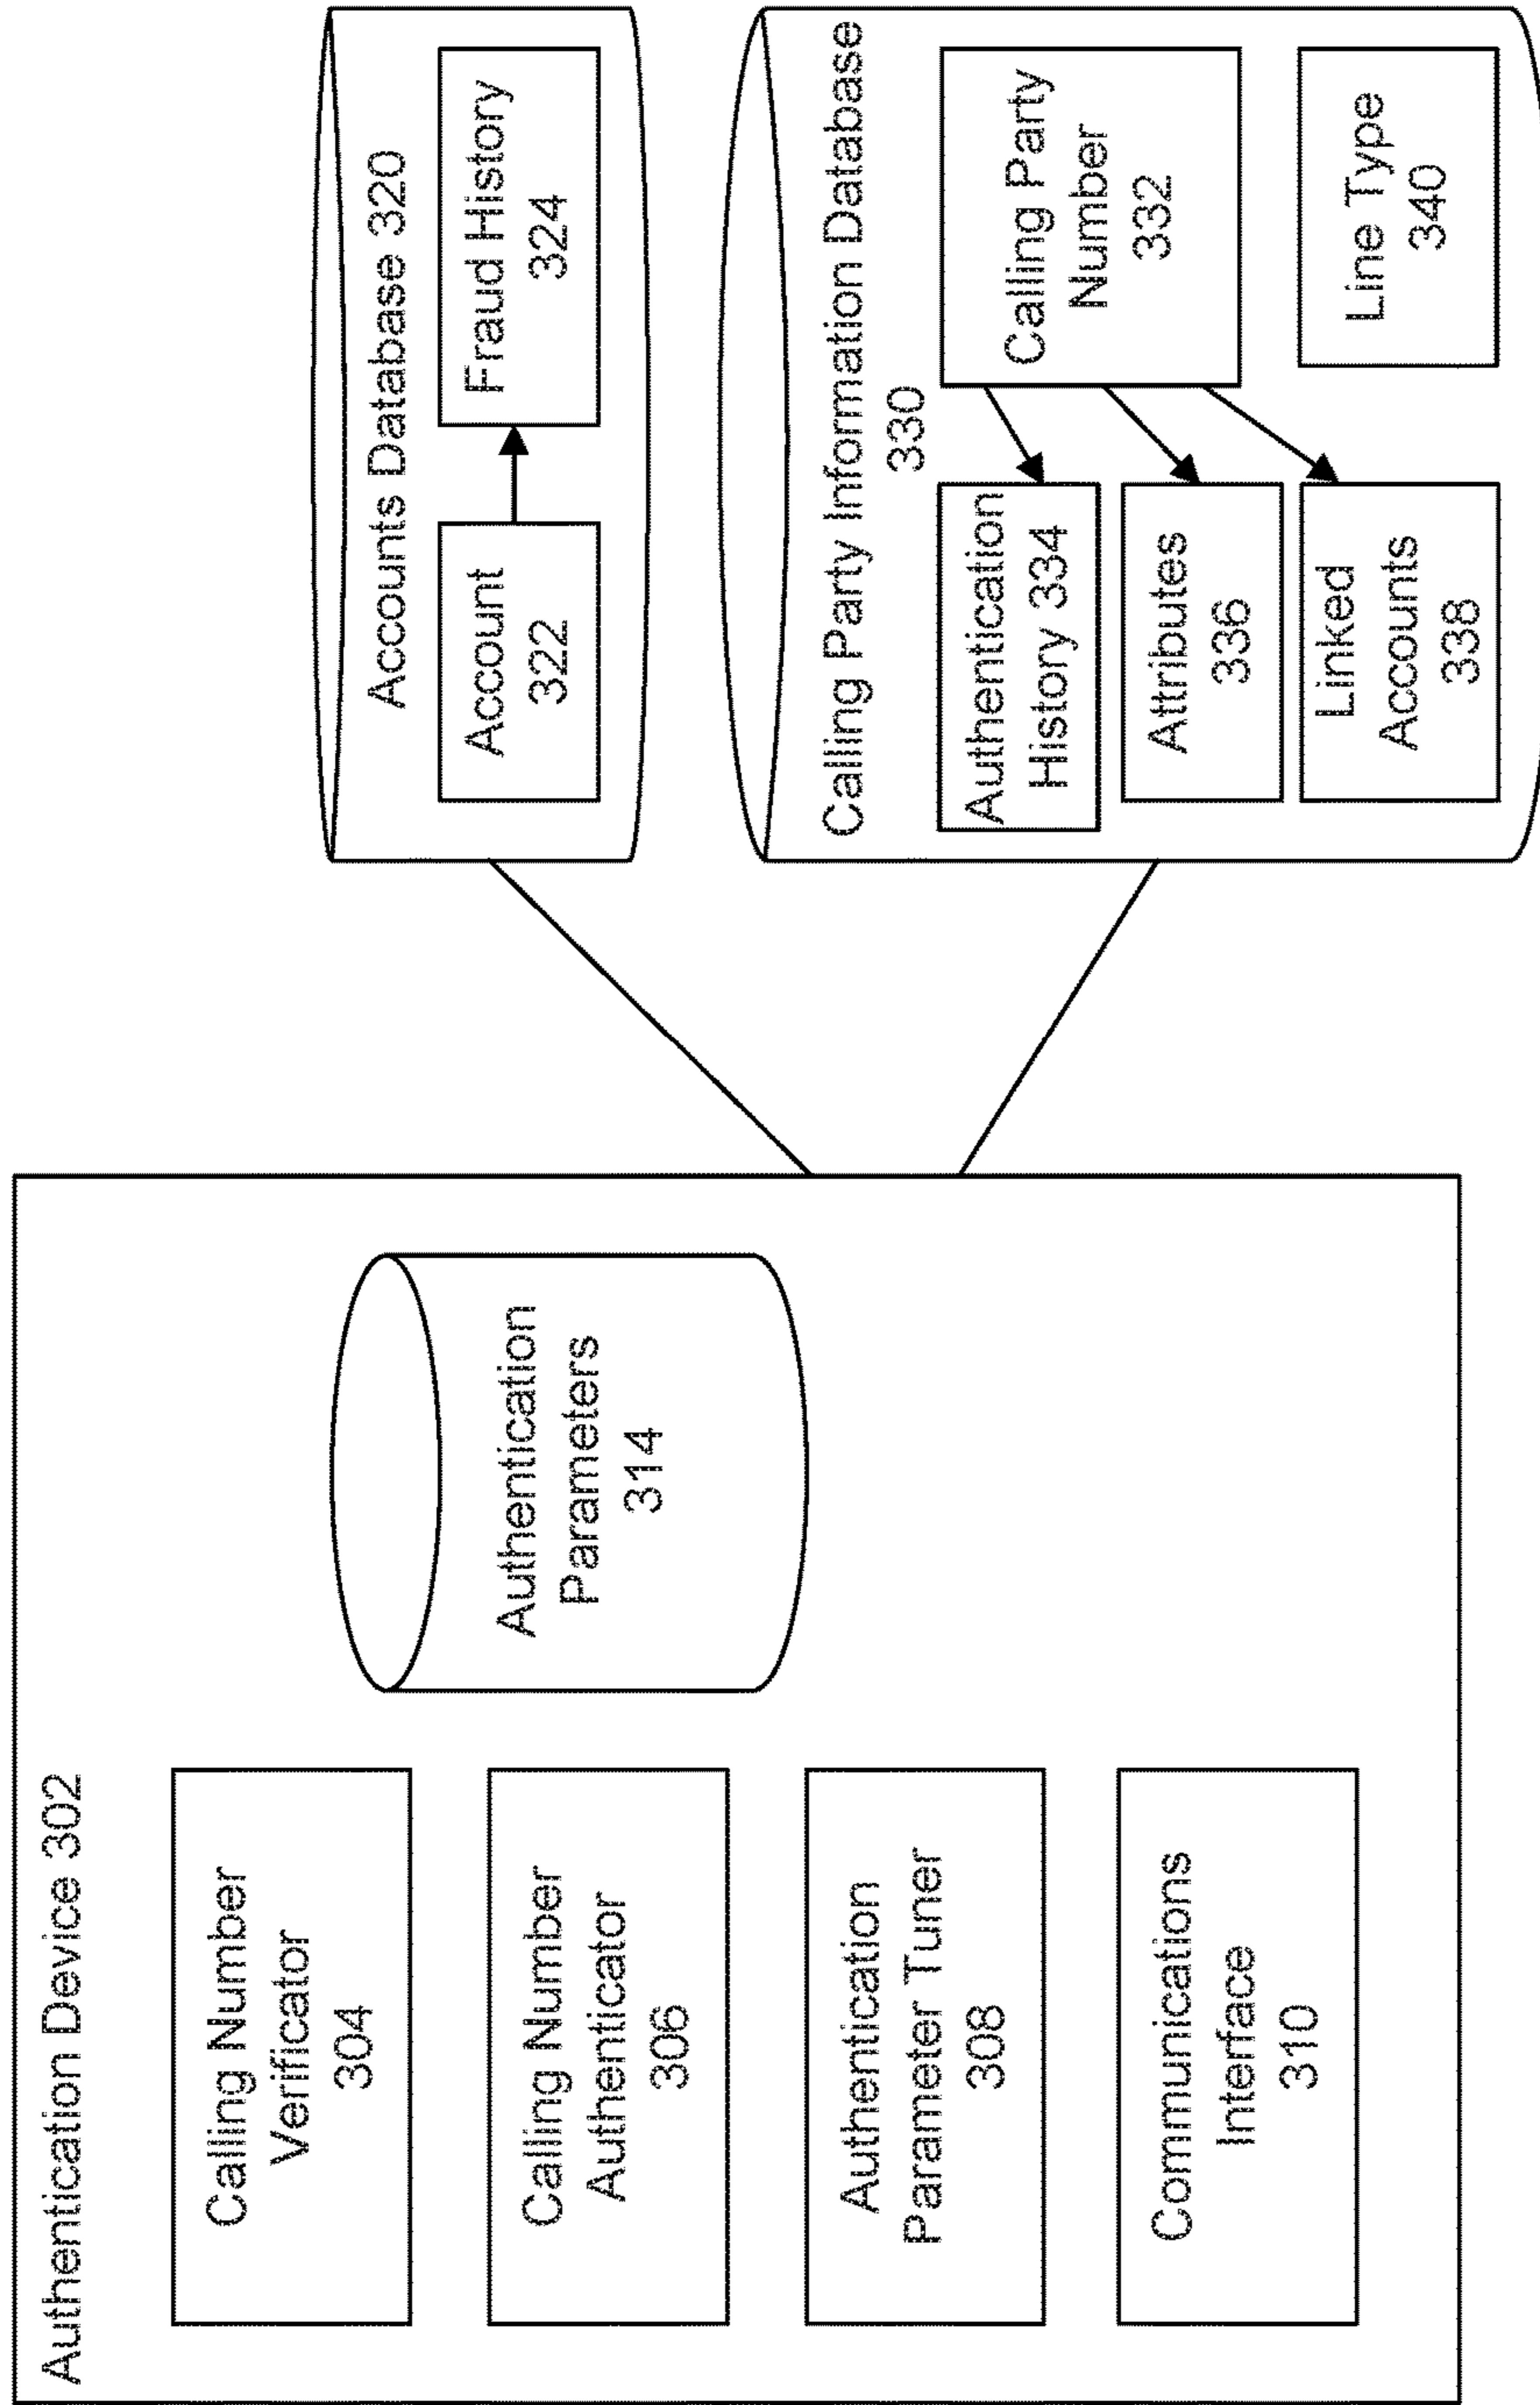 Authentication Device 302
Calling Number
Verificator
304
Calling Number
Authenticator
306
Authentication
Parameter Tuner
308
Communications
Interface
310
Authentication
Parameters
314
Accounts Database 320
Account
322
Fraud History
324
Calling Party Information Database
330
Authentication
History 334
Attributes
336
Linked
Accounts
338
Calling Party
Number
332
Line Type
340